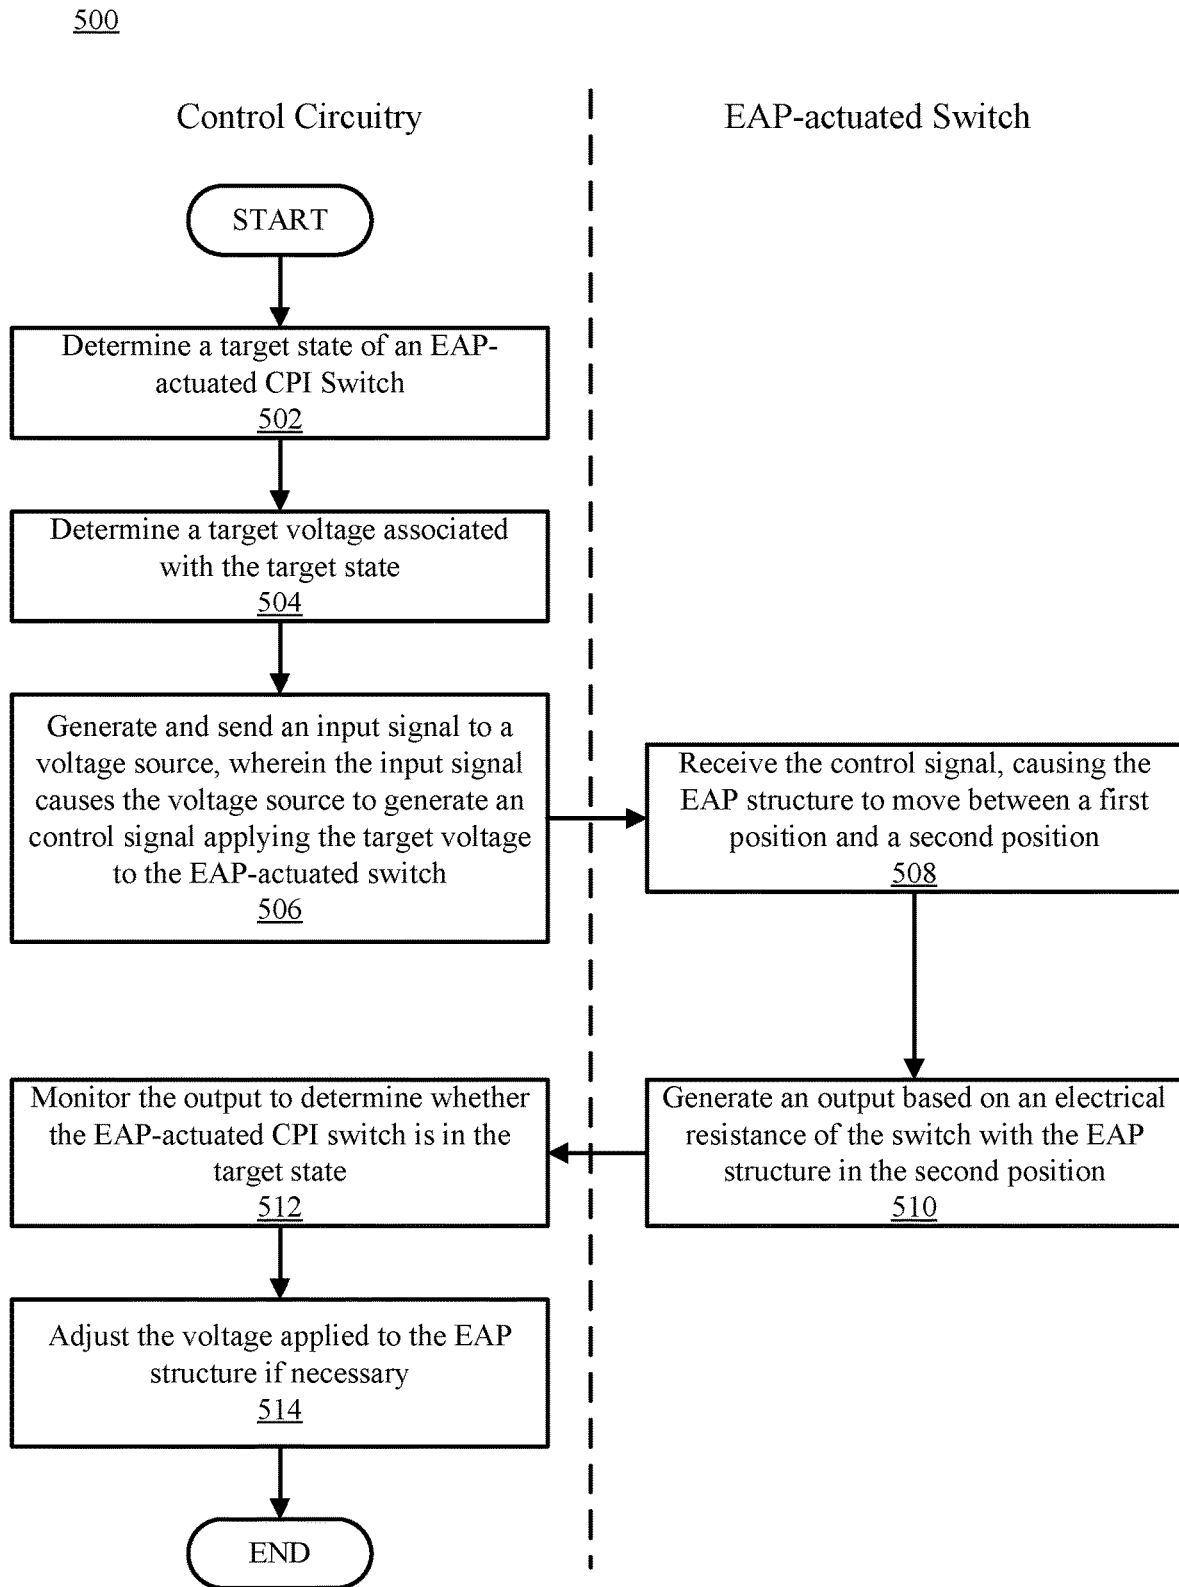 500
Control Circuitry
EAP-actuated Switch
START
Determine a target state of an EAP-
actuated CPI Switch
502
Determine a target voltage associated
with the target state
504
Generate and send an input signal to a
voltage source, wherein the input signal
causes the voltage source to generate an
control signal applying the target voltage
to the EAP-actuated switch
506
Receive the control signal, causing the
EAP structure to move between a first
position and a second position
508
Generate an output based on an electrical
resistance of the switch with the EAP
structure in the second position
510
Monitor the output to determine whether
the EAP-actuated CPI switch is in the
target state
512
Adjust the voltage applied to the EAP
structure if necessary
514
END